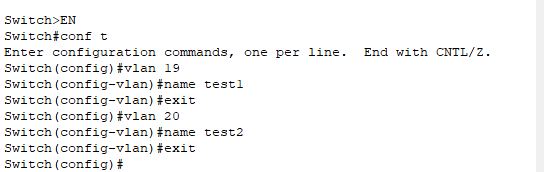 Switch>EN
Switch#conf t
Enter configuration commands, one per line.  End with CNTL/Z.
Switch(config)#vlan 19
Switch(config-vlan)#name test1
Switch(config-vlan)#exit
Switch(config)#vlan 20
Switch(config-vlan)#name test2
Switch(config-vlan)#exit
Switch(config)#